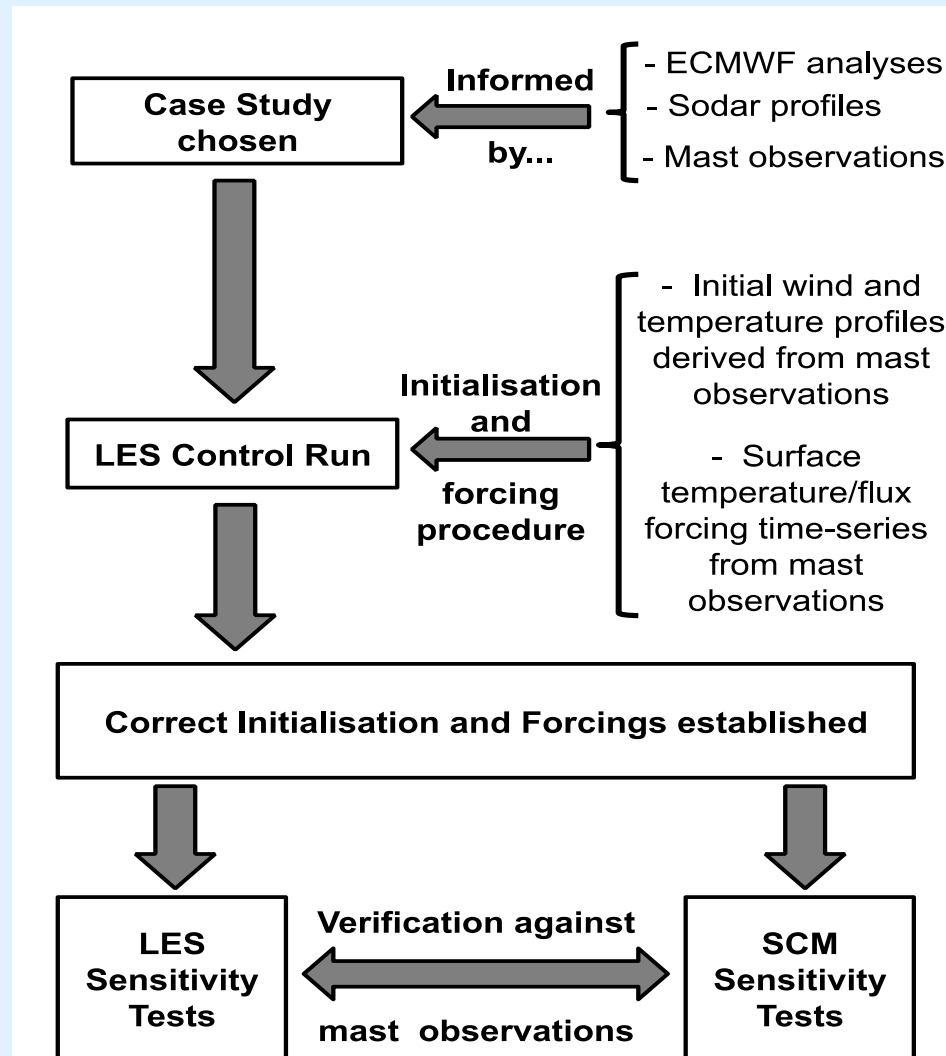 Case Study
chosen
Informed
by...
- ECMWF analyses
- Sodar profiles
- Mast observations
LES Control Run
Initialisation
and
forcing
procedure
- Initial wind and
temperature profiles
derived from mast
observations
- Surface
temperature/flux
forcing time-series
from mast
observations
Correct Initialisation and Forcings established
LES
Sensitivity
Tests
Verification against
mast observations
SCM
Sensitivity
Tests